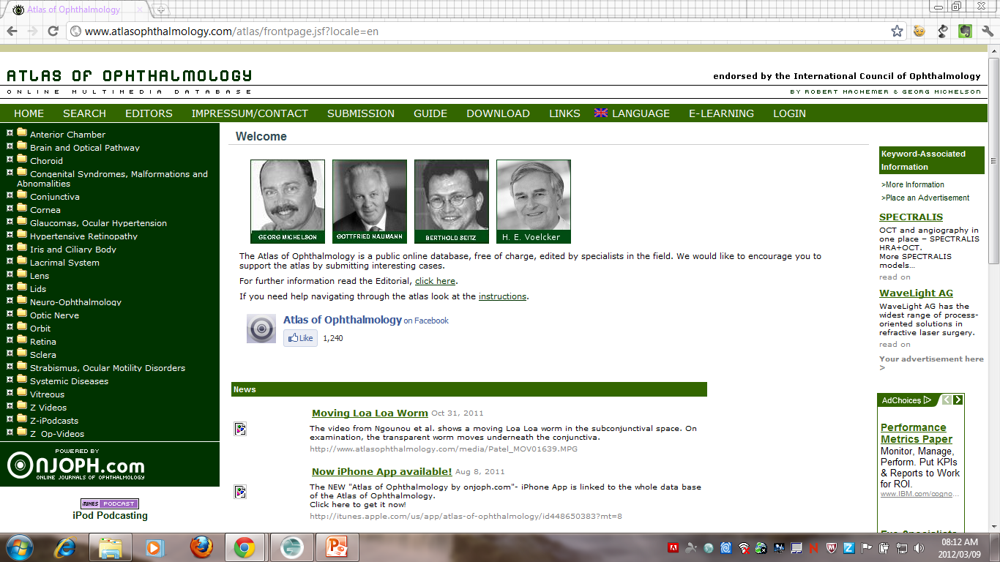 Atlas of Ophthalmology
www.atlasophthalmology.com/atlas/frontpage.jsf?locale=en
ATLAS OF OPHTHALMOLOGY
endorsed by the International Council of Ophthalmology
ONLINE MULTIMEDIA DATABASE
BY ROBERT MACHEMER & GEORG MICHELSON
HOME SEARCH EDITORS IMPRESSUM/CONTACT SUBMISSION GUIDE DOWNLOAD LINKS LANGUAGE E-LEARNING LOGIN
Anterior Chamber
Brain and Optical Pathway
Choroid
Congenital Syndromes, Malformations and
Abnomalities
Conjunctiva
Cornea
Glaucomas, Ocular Hypertension
Hypertensive Retinopathy
Iris and Ciliary Body
Lacrimal System
Lens
Lids
Neuro-Ophthalmology
Optic Nerve
Orbit
Retina
Sclera
Strabismus, Ocular Motility Disorders
Systemic Diseases
Vitreous
Z Videos
Z-iPodcasts
Z_Op-Videos
POWERED BY
ONJOPH.com
ONLINE JOURNALS OF OPHTHALMOLOGY
iTUNES PODCAST
iPod Podcasting
Welcome
GEORG MICHELSON
GOTTFRIED NAUMANN
BERTHOLD SEITZ
H. E. Voelcker
The Atlas of Ophthalmology is a public online database, free of charge, edited by specialists in the field. We would like to encourage you to
support the atlas by submitting interesting cases.
For further information read the Editorial, click here.
If you need help navigating through the atlas look at the instructions.
Atlas of Ophthalmology on Facebook
Like 1,240
News
Moving Loa Loa Worm Oct 31, 2011
The video from Ngounou et al. shows a moving Loa Loa worm in the subconjunctival space. On
examination, the transparent worm moves underneath the conjunctiva.
http://www.atlasophthalmology.com/media/Patel_MOV01639.MPG
Now iPhone App available! Aug 8, 2011
The NEW "Atlas of Ophthalmology by onjoph.com"- iPhone App is linked to the whole data base
of the Atlas of Ophthalmology.
Click here to get it now!
http://itunes.apple.com/us/app/atlas-of-ophthalmology/id448650383?mt=8
Keyword-Associated
Information
>More Information
>Place an Advertisement
SPECTRALIS
OCT and angiography in
one place – SPECTRALIS
HRA+OCT.
More SPECTRALIS
models...
read on
WaveLight AG
WaveLight AG has the
widest range of process-
oriented solutions in
refractive laser surgery.
read on
Your advertisement here
>
AdChoices
Performance
Metrics Paper
Monitor, Manage,
Perform. Put KPIs
& Reports to Work
for ROI.
www.IBM.com/cogno...
Eye Specialists
08:12 AM
2012/03/09